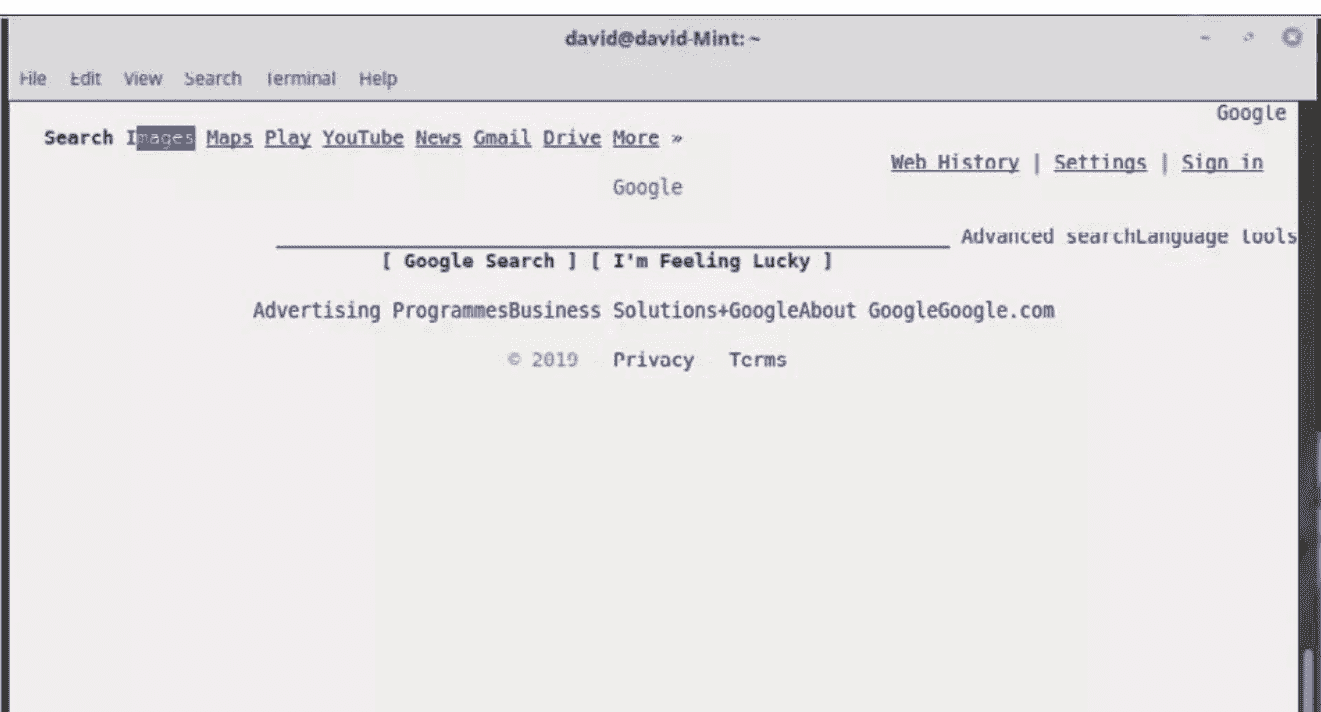 david@david-Mint: ~
File Edit View Search Terminal Help
Google
Search Images Maps Play YouTube News Gmail Drive More »
Web History | Settings | Sign in
Google
Advanced searchLanguage tools
[ Google Search ] [ I'm Feeling Lucky ]
Advertising ProgrammesBusiness Solutions+GoogleAbout GoogleGoogle.com
© 2019 Privacy Terms